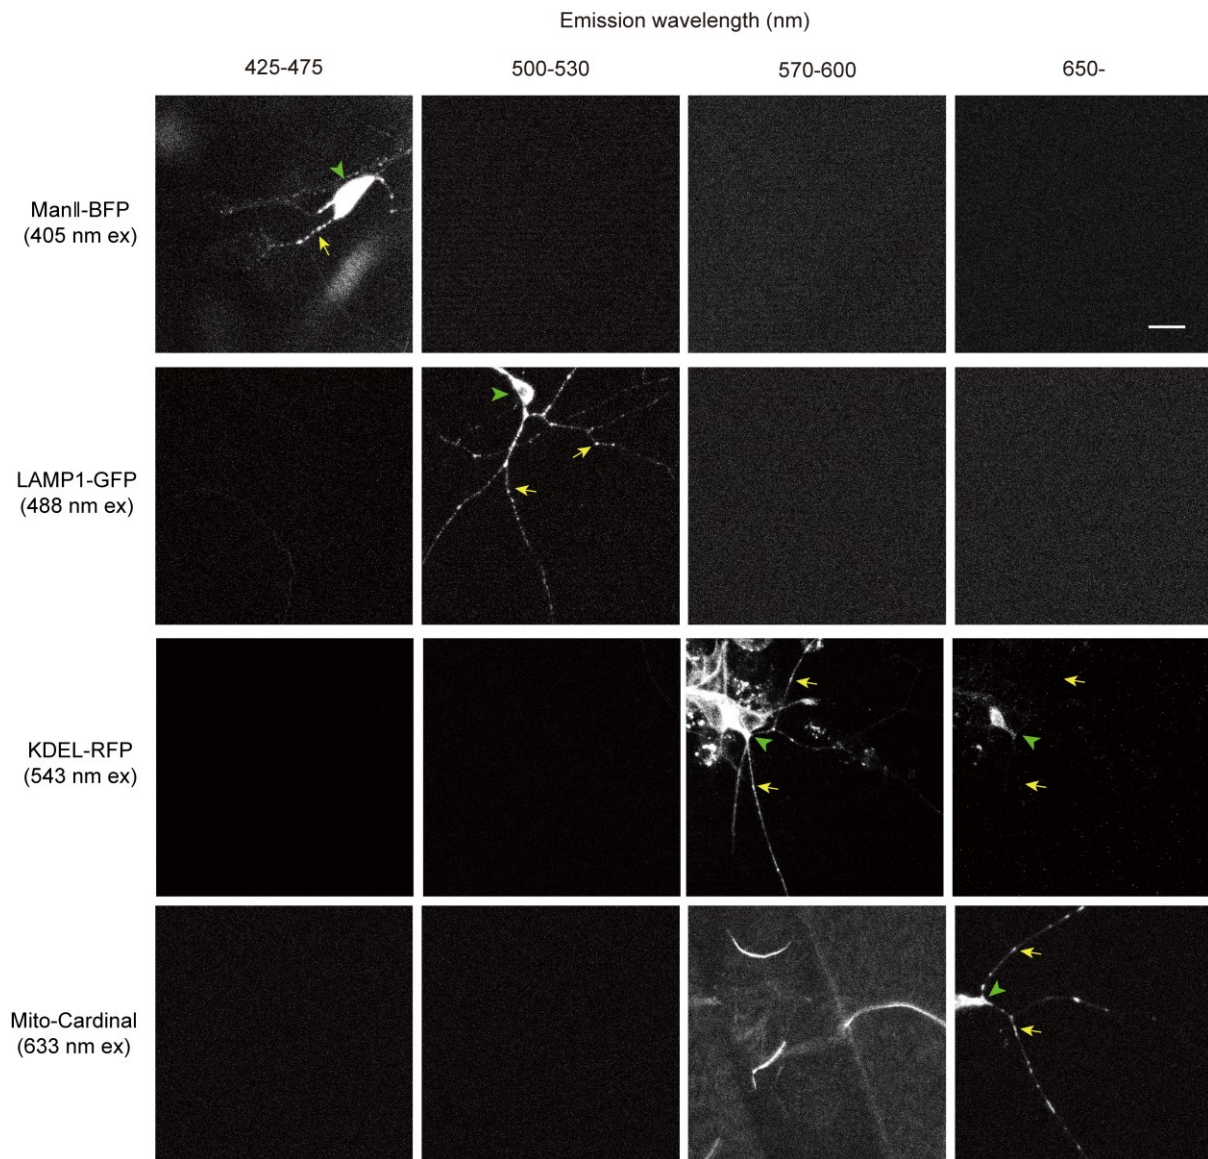 Emission wavelength (nm)
425-475 500-530 570-600 650-
ManII-BFP
(405 nm ex)
LAMP1-GFP
(488 nm ex)
KDEL-RFP
(543 nm ex)
Mito-Cardinal
(633 nm ex)